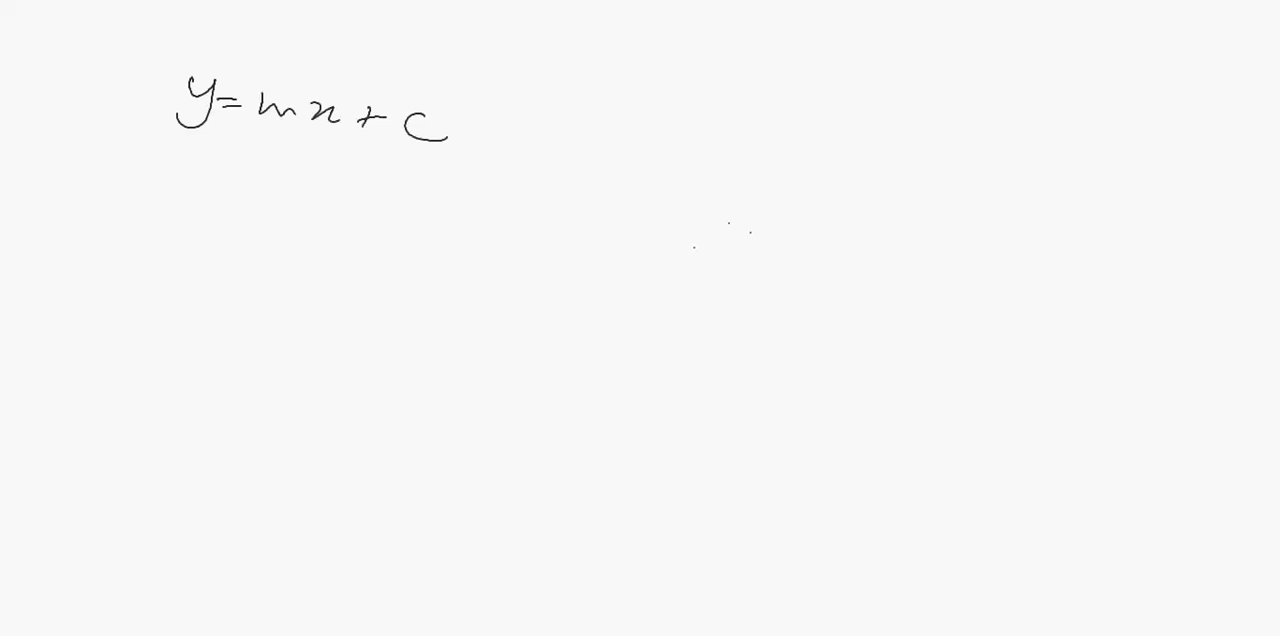 y = mx + c